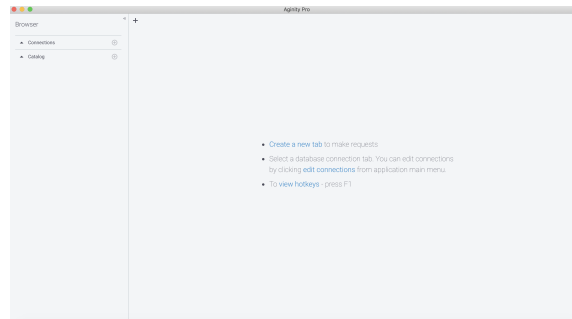 Aginity Pro
Browser
Connections
Catalog
Create a new tab to make requests
Select a database connection tab. You can edit connections
by clicking edit connections from application main menu.
To view hotkeys - press F1